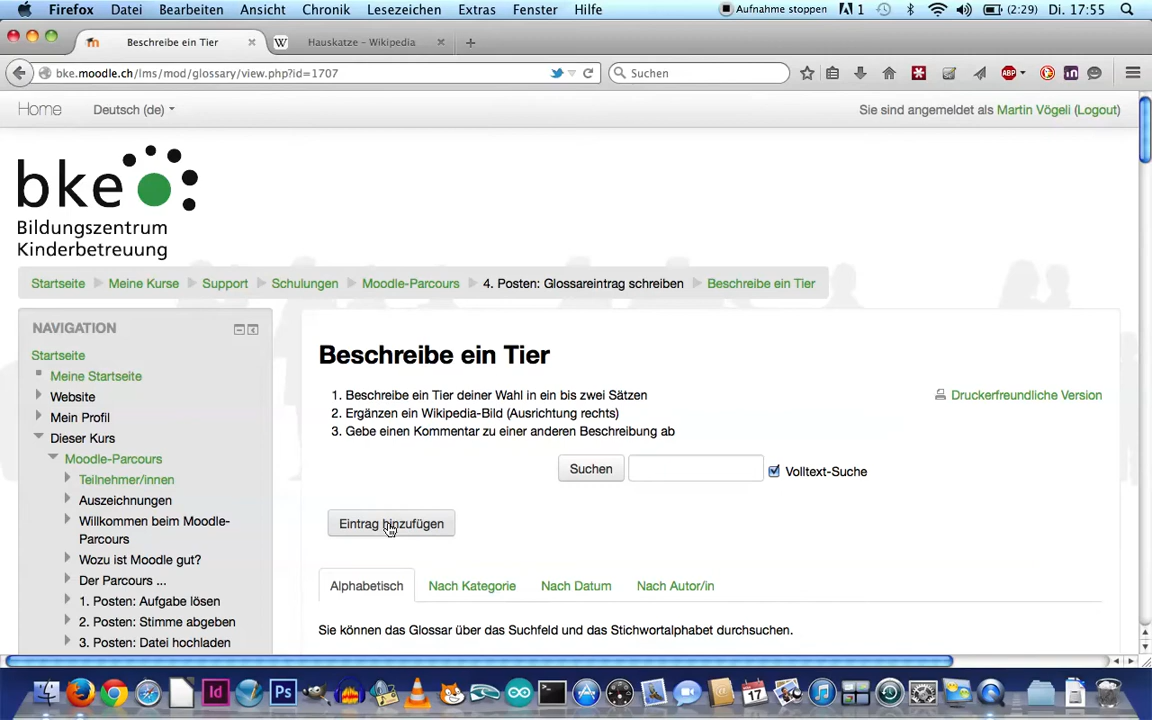 Firefox Datei Bearbeiten Ansicht Chronik Lesezeichen Extras Fenster Hilfe Aufnahme stoppen 1 (2:29) Di. 17:55
Beschreibe ein Tier W Hauskatze – Wikipedia
bke.moodle.ch/lms/mod/glossary/view.php?id=1707 Suchen ABP in
Home Deutsch (de) Sie sind angemeldet als Martin Vögeli (Logout)
bke
Bildungszentrum
Kinderbetreuung
Startseite Meine Kurse Support Schulungen Moodle-Parcours 4. Posten: Glossareintrag schreiben Beschreibe ein Tier
NAVIGATION
Startseite
Meine Startseite
Website
Mein Profil
Dieser Kurs
Moodle-Parcours
Teilnehmer/innen
Auszeichnungen
Willkommen beim Moodle-
Parcours
Wozu ist Moodle gut?
Der Parcours ...
1. Posten: Aufgabe lösen
2. Posten: Stimme abgeben
3. Posten: Datei hochladen
Beschreibe ein Tier
1. Beschreibe ein Tier deiner Wahl in ein bis zwei Sätzen
2. Ergänzen ein Wikipedia-Bild (Ausrichtung rechts)
3. Gebe einen Kommentar zu einer anderen Beschreibung ab
Druckerfreundliche Version
Suchen Volltext-Suche
Eintrag hinzufügen
Alphabetisch Nach Kategorie Nach Datum Nach Autor/in
Sie können das Glossar über das Suchfeld und das Stichwortalphabet durchsuchen.
Id Ps 17